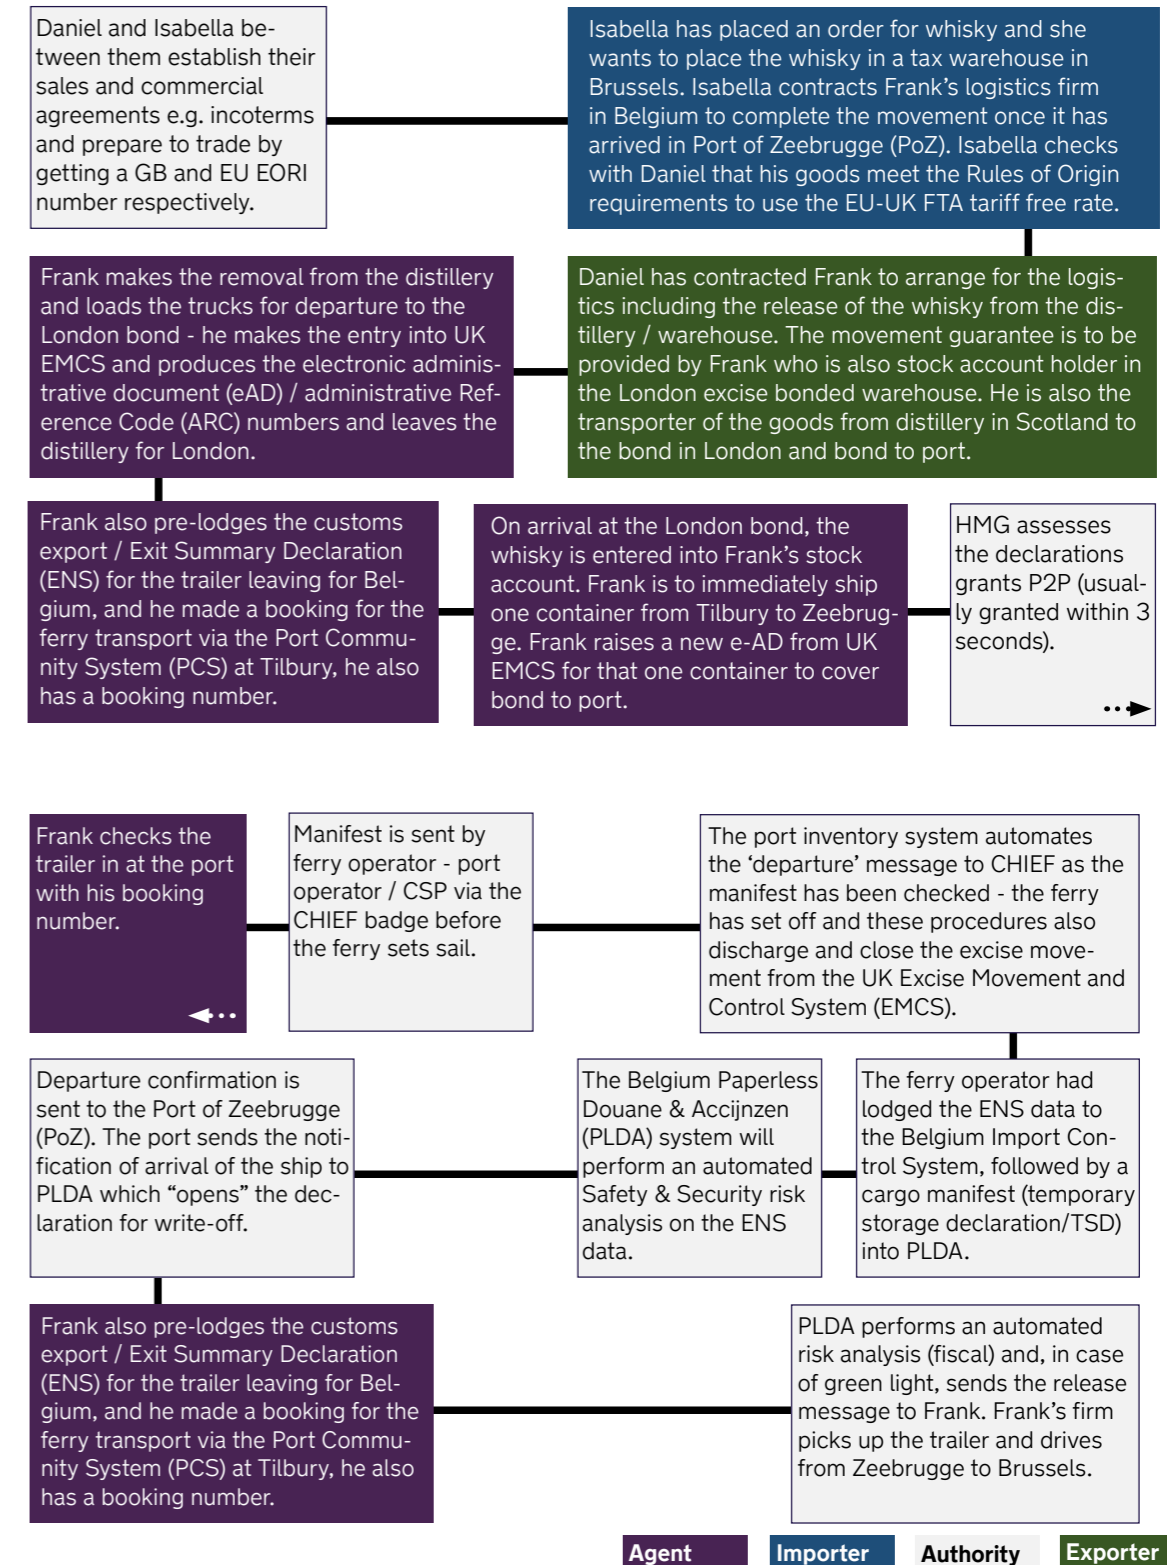 Daniel and Isabella be-
tween them establish their
sales and commercial
agreements e.g. incoterms
and prepare to trade by
getting a GB and EU EORI
number respectively.
Isabella has placed an order for whisky and she
wants to place the whisky in a tax warehouse in
Brussels. Isabella contracts Frank’s logistics firm
in Belgium to complete the movement once it has
arrived in Port of Zeebrugge (PoZ). Isabella checks
with Daniel that his goods meet the Rules of Origin
requirements to use the EU-UK FTA tariff free rate.
Daniel has contracted Frank to arrange for the logis-
tics including the release of the whisky from the dis-
tillery / warehouse. The movement guarantee is to be
provided by Frank who is also stock account holder in
the London excise bonded warehouse. He is also the
transporter of the goods from distillery in Scotland to
the bond in London and bond to port.
Frank makes the removal from the distillery
and loads the trucks for departure to the
London bond - he makes the entry into UK
EMCS and produces the electronic adminis-
trative document (eAD) / administrative Ref-
erence Code (ARC) numbers and leaves the
distillery for London.
Frank also pre-lodges the customs
export / Exit Summary Declaration
(ENS) for the trailer leaving for Bel-
gium, and he made a booking for the
ferry transport via the Port Commu-
nity System (PCS) at Tilbury, he also
has a booking number.
On arrival at the London bond, the
whisky is entered into Frank’s stock
account. Frank is to immediately ship
one container from Tilbury to Zeebrug-
ge. Frank raises a new e-AD from UK
EMCS for that one container to cover
bond to port.
HMG assesses
the declarations
grants P2P (usual-
ly granted within 3
seconds).
Frank checks the
trailer in at the port
with his booking
number.
Manifest is sent by
ferry operator - port
operator / CSP via the
CHIEF badge before
the ferry sets sail.
The port inventory system automates
the ‘departure’ message to CHIEF as the
manifest has been checked - the ferry
has set off and these procedures also
discharge and close the excise move-
ment from the UK Excise Movement and
Control System (EMCS).
The ferry operator had
lodged the ENS data to
the Belgium Import Con-
trol System, followed by a
cargo manifest (temporary
storage declaration/TSD)
into PLDA.
The Belgium Paperless
Douane & Accijnzen
(PLDA) system will
perform an automated
Safety & Security risk
analysis on the ENS
data.
Departure confirmation is
sent to the Port of Zeebrugge
(PoZ). The port sends the noti-
fication of arrival of the ship to
PLDA which “opens” the dec-
laration for write-off.
Frank also pre-lodges the customs
export / Exit Summary Declaration
(ENS) for the trailer leaving for Bel-
gium, and he made a booking for the
ferry transport via the Port Commu-
nity System (PCS) at Tilbury, he also
has a booking number.
PLDA performs an automated
risk analysis (fiscal) and, in case
of green light, sends the release
message to Frank. Frank’s firm
picks up the trailer and drives
from Zeebrugge to Brussels.
Agent
Importer
Authority
Exporter